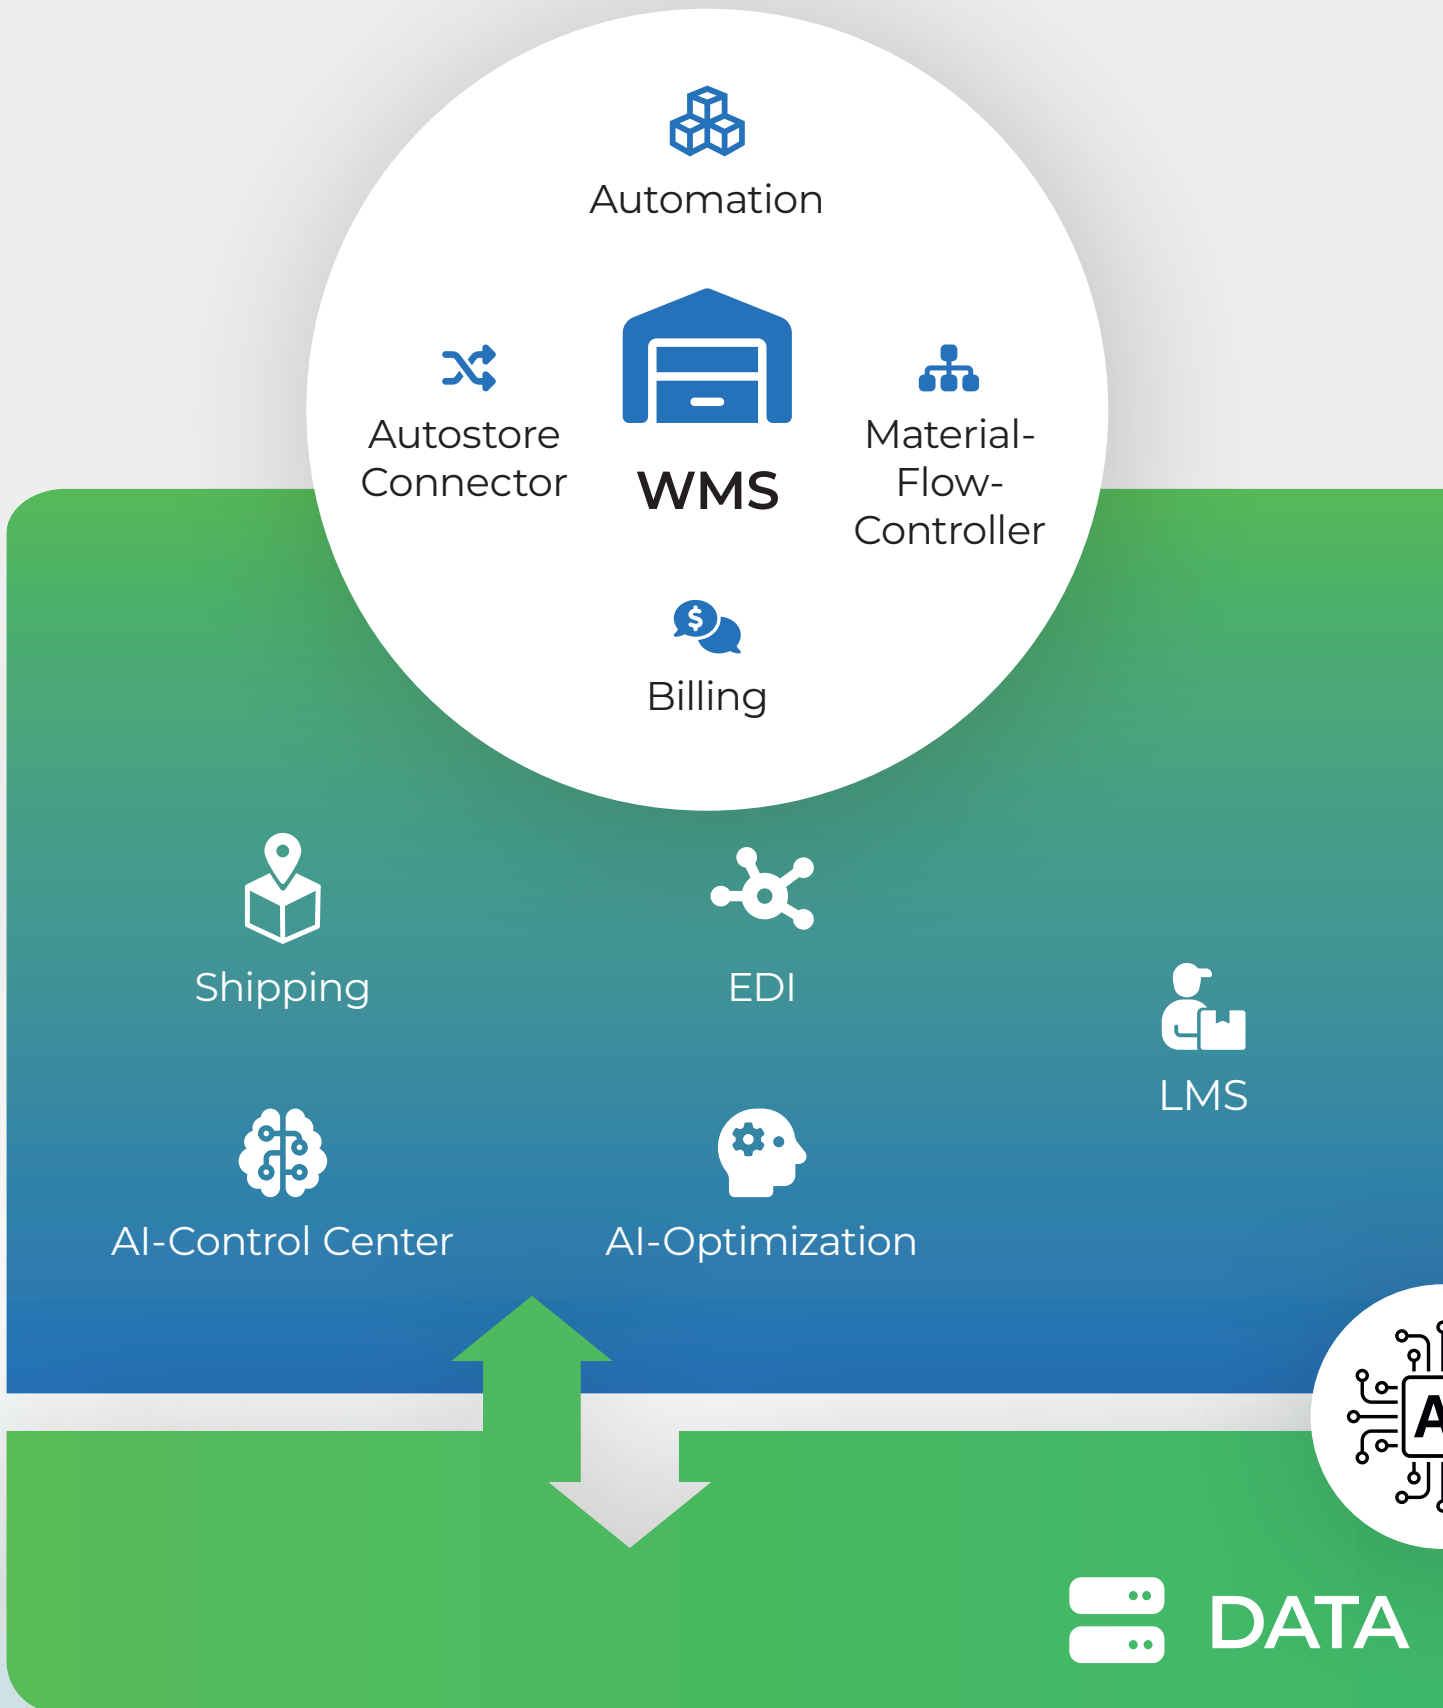 Automation
Autostore
Connector
WMS
Material-
Flow-
Controller
Billing
Shipping
EDI
LMS
AI-Control Center
AI-Optimization
DATA